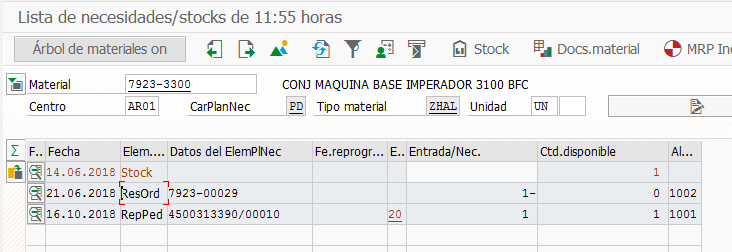 Lista de necesidades/stocks de 11:55 horas
Árbol de materiales on Stock Docs.material MRP In
Material 7923-3300 CONJ MAQUINA BASE IMPERADOR 3100 BFC
Centro AR01 CarPlanNec PD Tipo material ZHAL Unidad UN
Σ F.. Fecha Elem.... Datos del ElemPlNec Fe.reprogr... E.. Entrada/Nec. Ctd.disponible Al...
14.06.2018 Stock 1
21.06.2018 ResOrd 7923-00029 1- 0 1002
16.10.2018 RepPed 4500313390/00010 20 1 1 1001